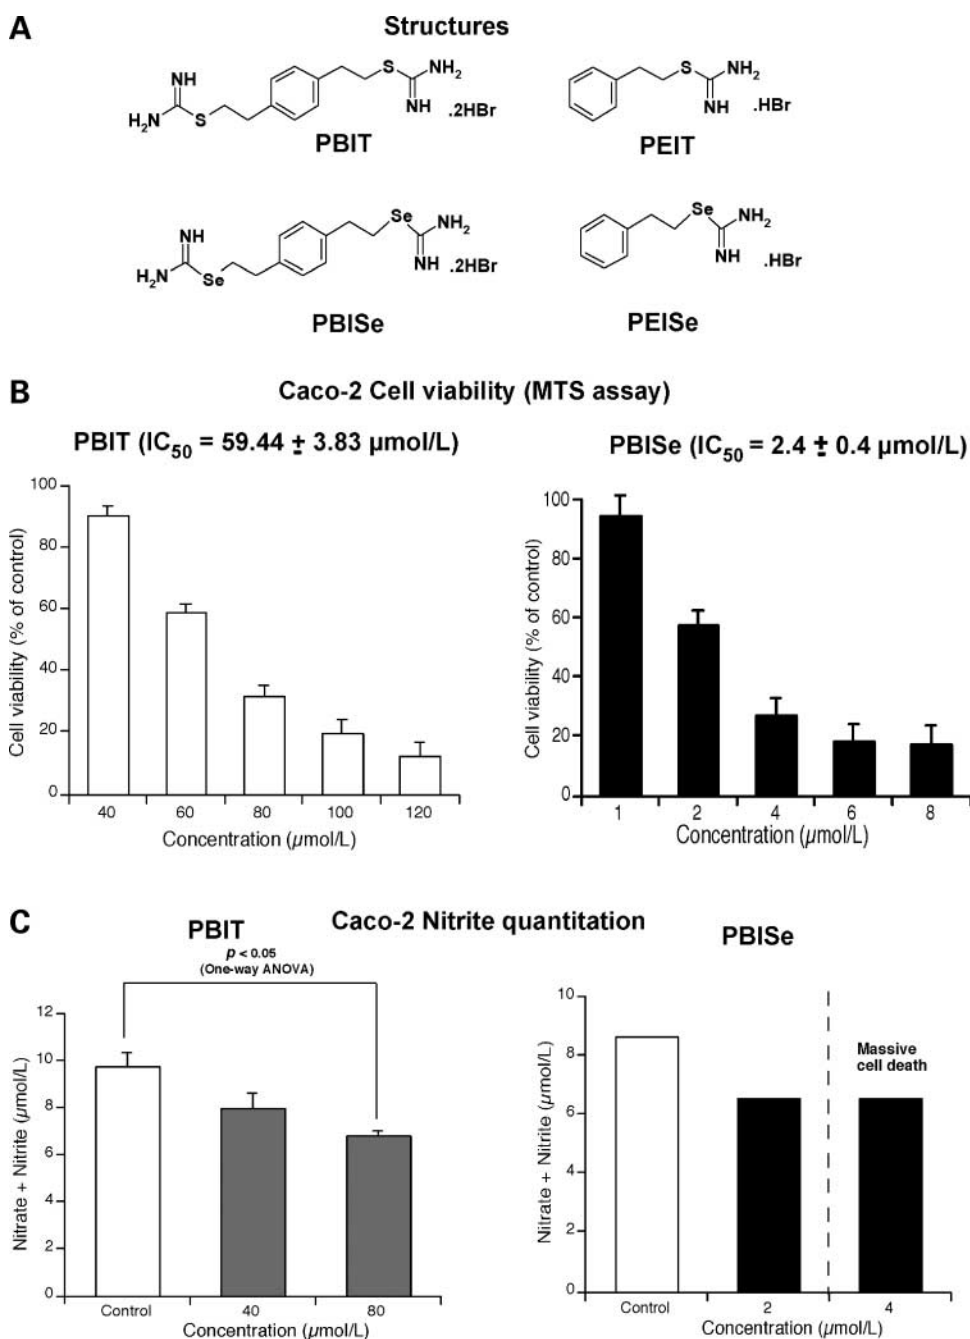 A
Structures
NH
H₂N
S
S
NH₂
NH
.2HBr
PBIT
S
NH₂
NH
.HBr
PEIT
NH
H₂N
Se
Se
NH₂
NH
.2HBr
PBISe
Se
NH₂
NH
.HBr
PEISe
B
Caco-2 Cell viability (MTS assay)
PBIT (IC₅₀ = 59.44 ± 3.83 µmol/L)
Cell viability (% of control)
100
80
60
40
20
0
40 60 80 100 120
Concentration (µmol/L)
PBISe (IC₅₀ = 2.4 ± 0.4 µmol/L)
Cell viability (% of control)
100
80
60
40
20
0
1 2 4 6 8
Concentration (µmol/L)
C
Caco-2 Nitrite quantitation
PBIT
p < 0.05
(One-way ANOVA)
Nitrate + Nitrite (µmol/L)
12
10
8
6
4
2
0
Control 40 80
Concentration (µmol/L)
PBISe
Nitrate + Nitrite (µmol/L)
10
8
6
4
2
0
Massive
cell death
Control 2 4
Concentration (µmol/L)